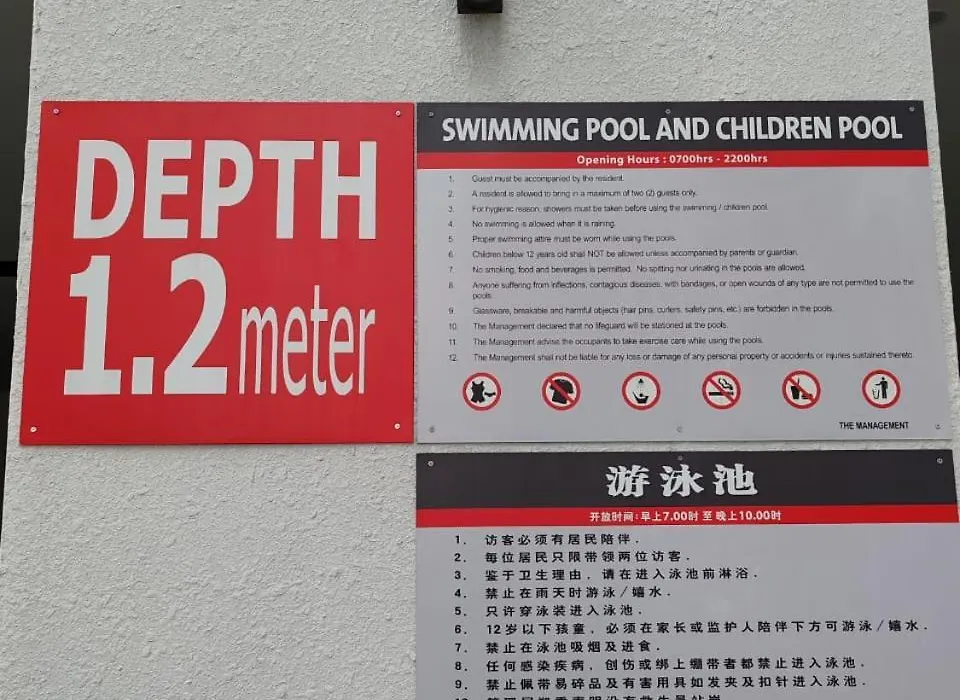 DEPTH
1.2 meter
SWIMMING POOL AND CHILDREN POOL
Opening Hours : 0700hrs - 2200hrs
1. Guest must be accompanied by the resident.
2. A resident is allowed to bring in a maximum of two (2) guests only.
3. For hygienic reason, showers must be taken before using the swimming / children pool.
4. No swimming is allowed when it is raining.
5. Proper swimming attire must be worn while using the pools.
6. Children below 12 years old shall NOT be allowed unless accompanied by parents or guardian.
7. No smoking, food and beverages is permitted. No spitting nor urinating in the pools are allowed.
8. Anyone suffering from infections, contagious diseases, with bandages, or open wounds of any type are not permitted to use the
pools.
9. Glassware, breakable and harmful objects (hair pins, curlers, safety pins, etc.) are forbidden in the pools.
10. The Management declared that no lifeguard will be stationed at the pools.
11. The Management advise the occupants to take exercise care while using the pools.
12. The Management shall not be liable for any loss or damage of any personal property or accidents or injuries sustained thereto.
THE MANAGEMENT
游泳池
开放时间:早上7.00时 至 晚上10.00时
1. 访客必须有居民陪伴.
2. 每位居民只限带领两位访客.
3. 鉴于卫生理由, 请在进入泳池前淋浴.
4. 禁止在雨天时游泳/嬉水.
5. 只许穿泳装进入泳池.
6. 12岁以下孩童, 必须在家长或监护人陪伴下方可游泳/嬉水.
7. 禁止在泳池吸烟及进食.
8. 任何感染疾病, 创伤或绑上绷带者都禁止进入泳池.
9. 禁止佩带易碎品及有害用具如发夹及扣针进入泳池.